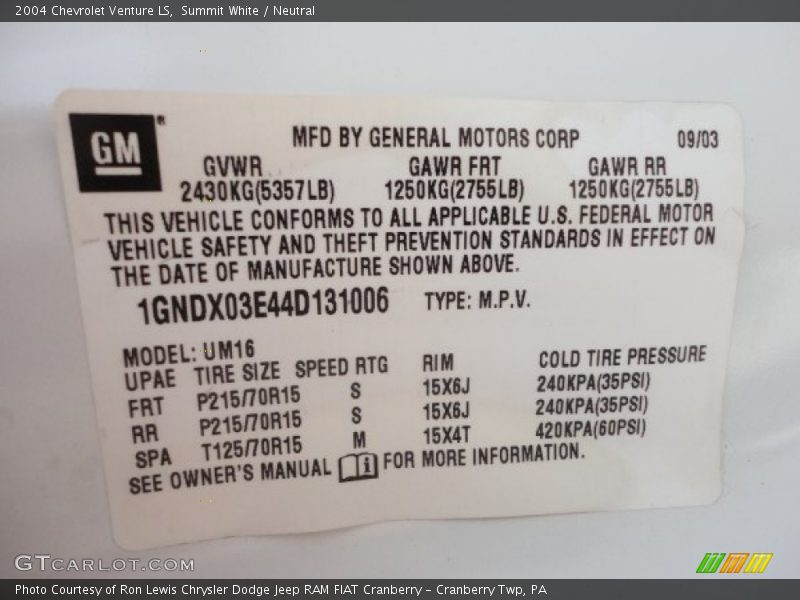 2004 Chevrolet Venture LS,  Summit White / Neutral
GM®
MFD BY GENERAL MOTORS CORP 09/03
GVWR GAWR FRT GAWR RR
2430KG(5357LB) 1250KG(2755LB) 1250KG(2755LB)
THIS VEHICLE CONFORMS TO ALL APPLICABLE U.S. FEDERAL MOTOR
VEHICLE SAFETY AND THEFT PREVENTION STANDARDS IN EFFECT ON
THE DATE OF MANUFACTURE SHOWN ABOVE.
1GNDX03E44D131006 TYPE: M.P.V.
MODEL: UM16
UPAE TIRE SIZE SPEED RTG RIM COLD TIRE PRESSURE
FRT P215/70R15 S 15X6J 240KPA(35PSI)
RR P215/70R15 S 15X6J 240KPA(35PSI)
SPA T125/70R15 M 15X4T 420KPA(60PSI)
SEE OWNER'S MANUAL FOR MORE INFORMATION.
GTCARLOT.COM
Photo Courtesy of Ron Lewis Chrysler Dodge Jeep RAM FIAT Cranberry – Cranberry Twp, PA